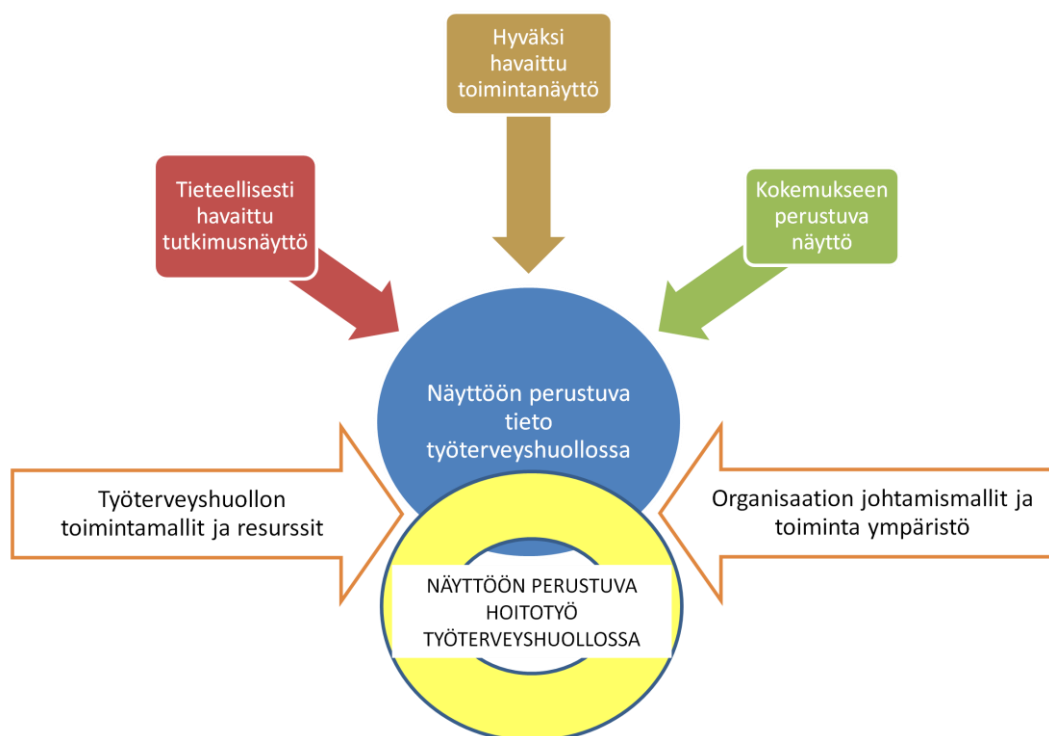 Hyväksi
havaittu
toimintanäyttö
Tieteellisesti
havaittu
tutkimusnäyttö
Kokemukseen
perustuva
näyttö
Näyttöön perustuva
tieto
työterveyshuollossa
Työterveyshuollon
toimintamallit ja resurssit
Organisaation johtamismallit ja
toiminta ympäristö
NÄYTTÖÖN PERUSTUVA
HOITOTYÖ
TYÖTERVEYSHUOLLOSSA